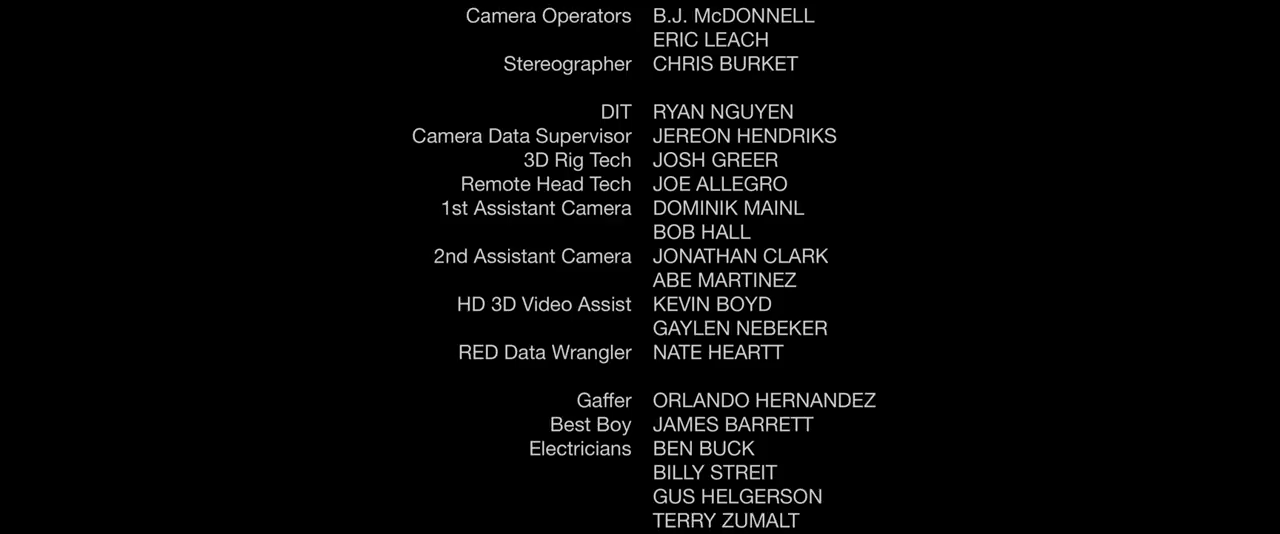 Camera Operators B.J. McDONNELL
ERIC LEACH
Stereographer CHRIS BURKET
DIT RYAN NGUYEN
Camera Data Supervisor JEREON HENDRIKS
3D Rig Tech JOSH GREER
Remote Head Tech JOE ALLEGRO
1st Assistant Camera DOMINIK MAINL
BOB HALL
2nd Assistant Camera JONATHAN CLARK
ABE MARTINEZ
HD 3D Video Assist KEVIN BOYD
GAYLEN NEBEKER
RED Data Wrangler NATE HEARTT
Gaffer ORLANDO HERNANDEZ
Best Boy JAMES BARRETT
Electricians BEN BUCK
BILLY STREIT
GUS HELGERSON
TERRY ZUMALT